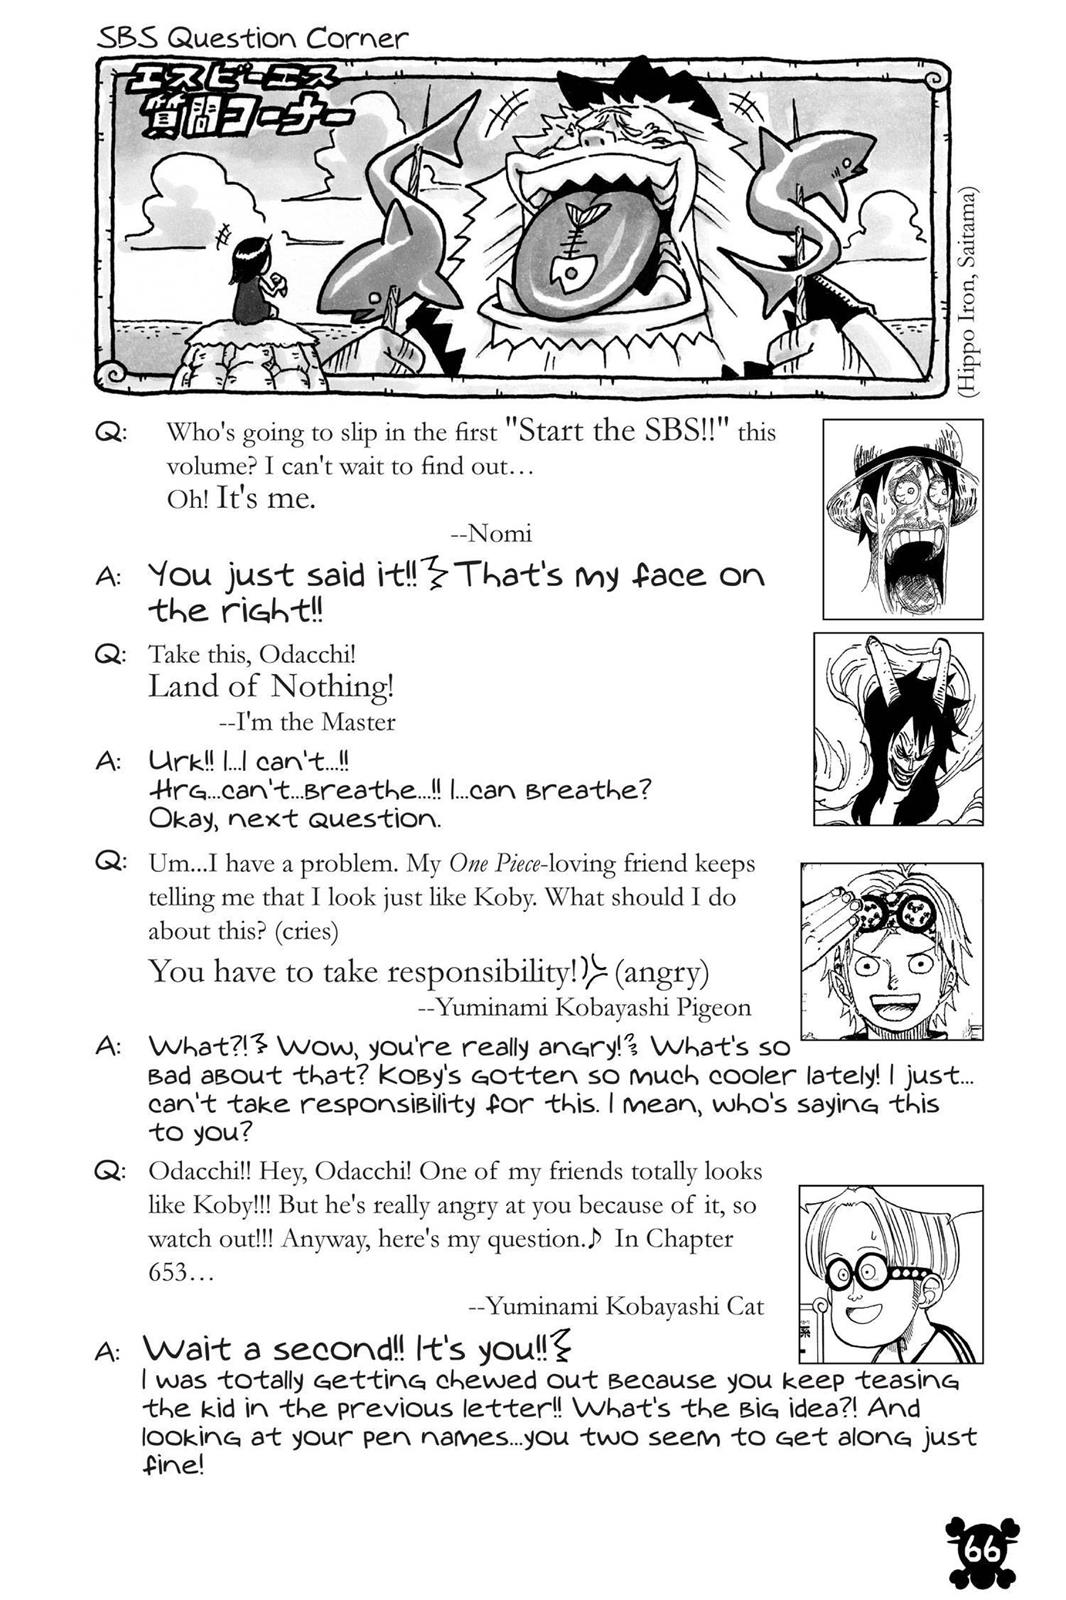 SBS Question Corner
エスビーエス
質問コーナー
(Hippo Iron, Saitama)
Q: Who's going to slip in the first "Start the SBS!!" this
volume? I can't wait to find out...
Oh! It's me.
--Nomi
A: You just said it!! That's my face on
the right!!
Q: Take this, Odacchi!
Land of Nothing!
--I'm the Master
A: Urk!! I...I can't...!!
Hrg...can't...breathe...!! I...can breathe?
Okay, next question.
Q: Um...I have a problem. My One Piece-loving friend keeps
telling me that I look just like Koby. What should I do
about this? (cries)
You have to take responsibility! (angry)
--Yuminami Kobayashi Pigeon
A: What?! Wow, you're really angry! What's so
bad about that? Koby's gotten so much cooler lately! I just...
can't take responsibility for this. I mean, who's saying this
to you?
Q: Odacchi!! Hey, Odacchi! One of my friends totally looks
like Koby!!! But he's really angry at you because of it, so
watch out!!! Anyway, here's my question.♪ In Chapter
653...
--Yuminami Kobayashi Cat
A: Wait a second!! It's you!!
I was totally getting chewed out because you keep teasing
the kid in the previous letter!! What's the big idea?! And
looking at your pen names...you two seem to get along just
fine!
66